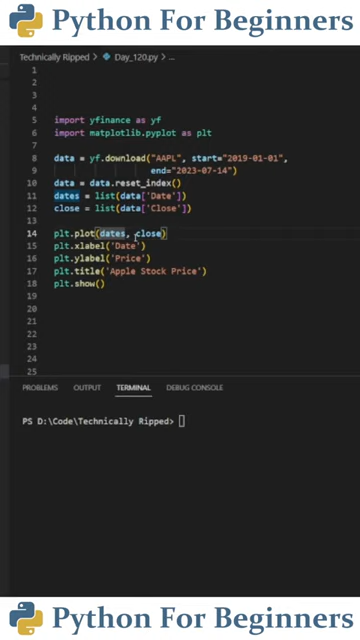 Python For Beginners
Technically Ripped > Day_120.py > ...
1
2
3
4
5 import yfinance as yf
6 import matplotlib.pyplot as plt
7
8 data = yf.download("AAPL", start="2019-01-01",
9 end="2023-07-14")
10 data = data.reset_index()
11 dates = list(data['Date'])
12 close = list(data['Close'])
13
14 plt.plot(dates, close)
15 plt.xlabel('Date')
16 plt.ylabel('Price')
17 plt.title('Apple Stock Price')
18 plt.show()
19
20
21
22
23
24
25
PROBLEMS OUTPUT TERMINAL DEBUG CONSOLE
PS D:\Code\Technically Ripped>
Python For Beginners